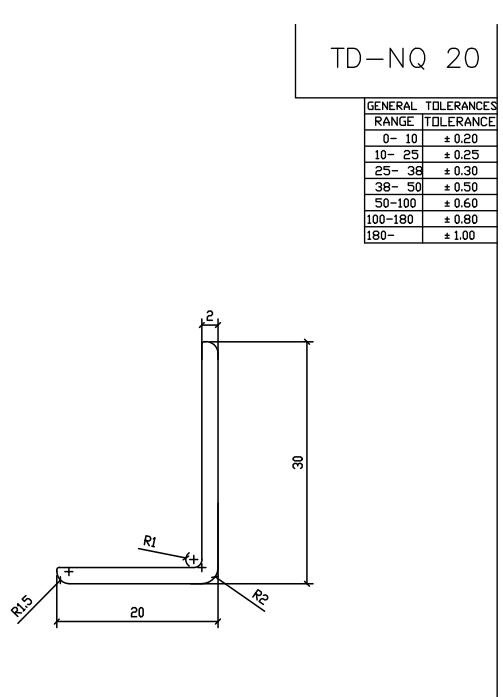 TD-NQ 20
GENERAL TOLERANCES
RANGE TOLERANCE
0- 10 ± 0.20
10- 25 ± 0.25
25- 38 ± 0.30
38- 50 ± 0.50
50-100 ± 0.60
100-180 ± 0.80
180- ± 1.00
2
30
R1
R1.5
R2
20